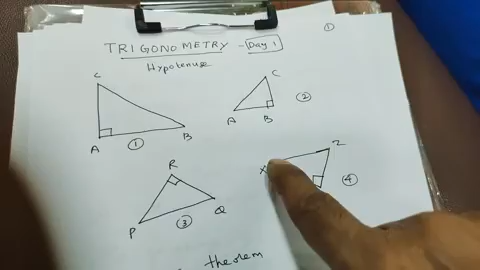 ①
TRIGONOMETRY - Day 1
Hypotenuse
C
C
②
A
B
A
①
B
R
Z
X
④
P
③
Q
theorem